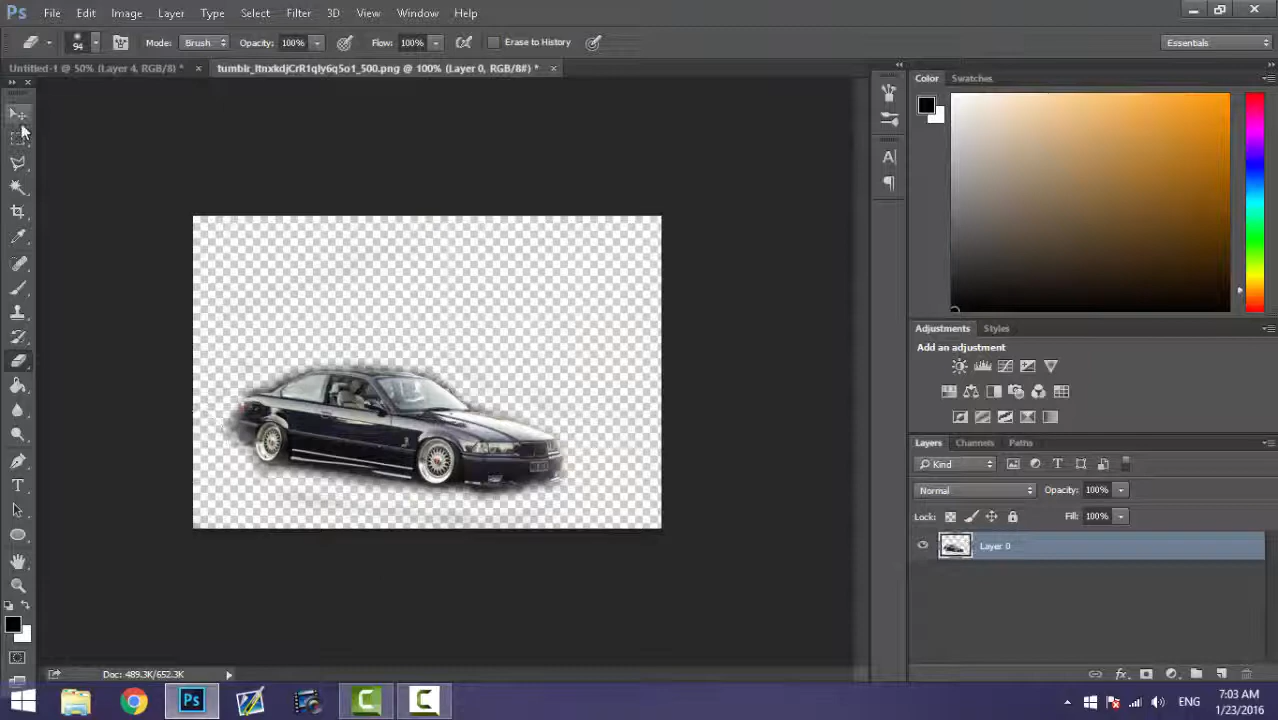 Ps File Edit Image Layer Type Select Filter 3D View Window Help
94 Mode: Brush Opacity: 100% Flow: 100% Erase to History Essentials
Untitled-1 @ 50% (Layer 4, RGB/8) * × tumblr_ltnxkdjCrR1qly6q5o1_500.png @ 100% (Layer 0, RGB/8#) * ×
Color Swatches
Adjustments Styles
Add an adjustment
Layers Channels Paths
Kind
Normal Opacity: 100%
Lock: Fill: 100%
Layer 0
Doc: 489.3K/652.3K
Ps ENG 7:03 AM
1/23/2016